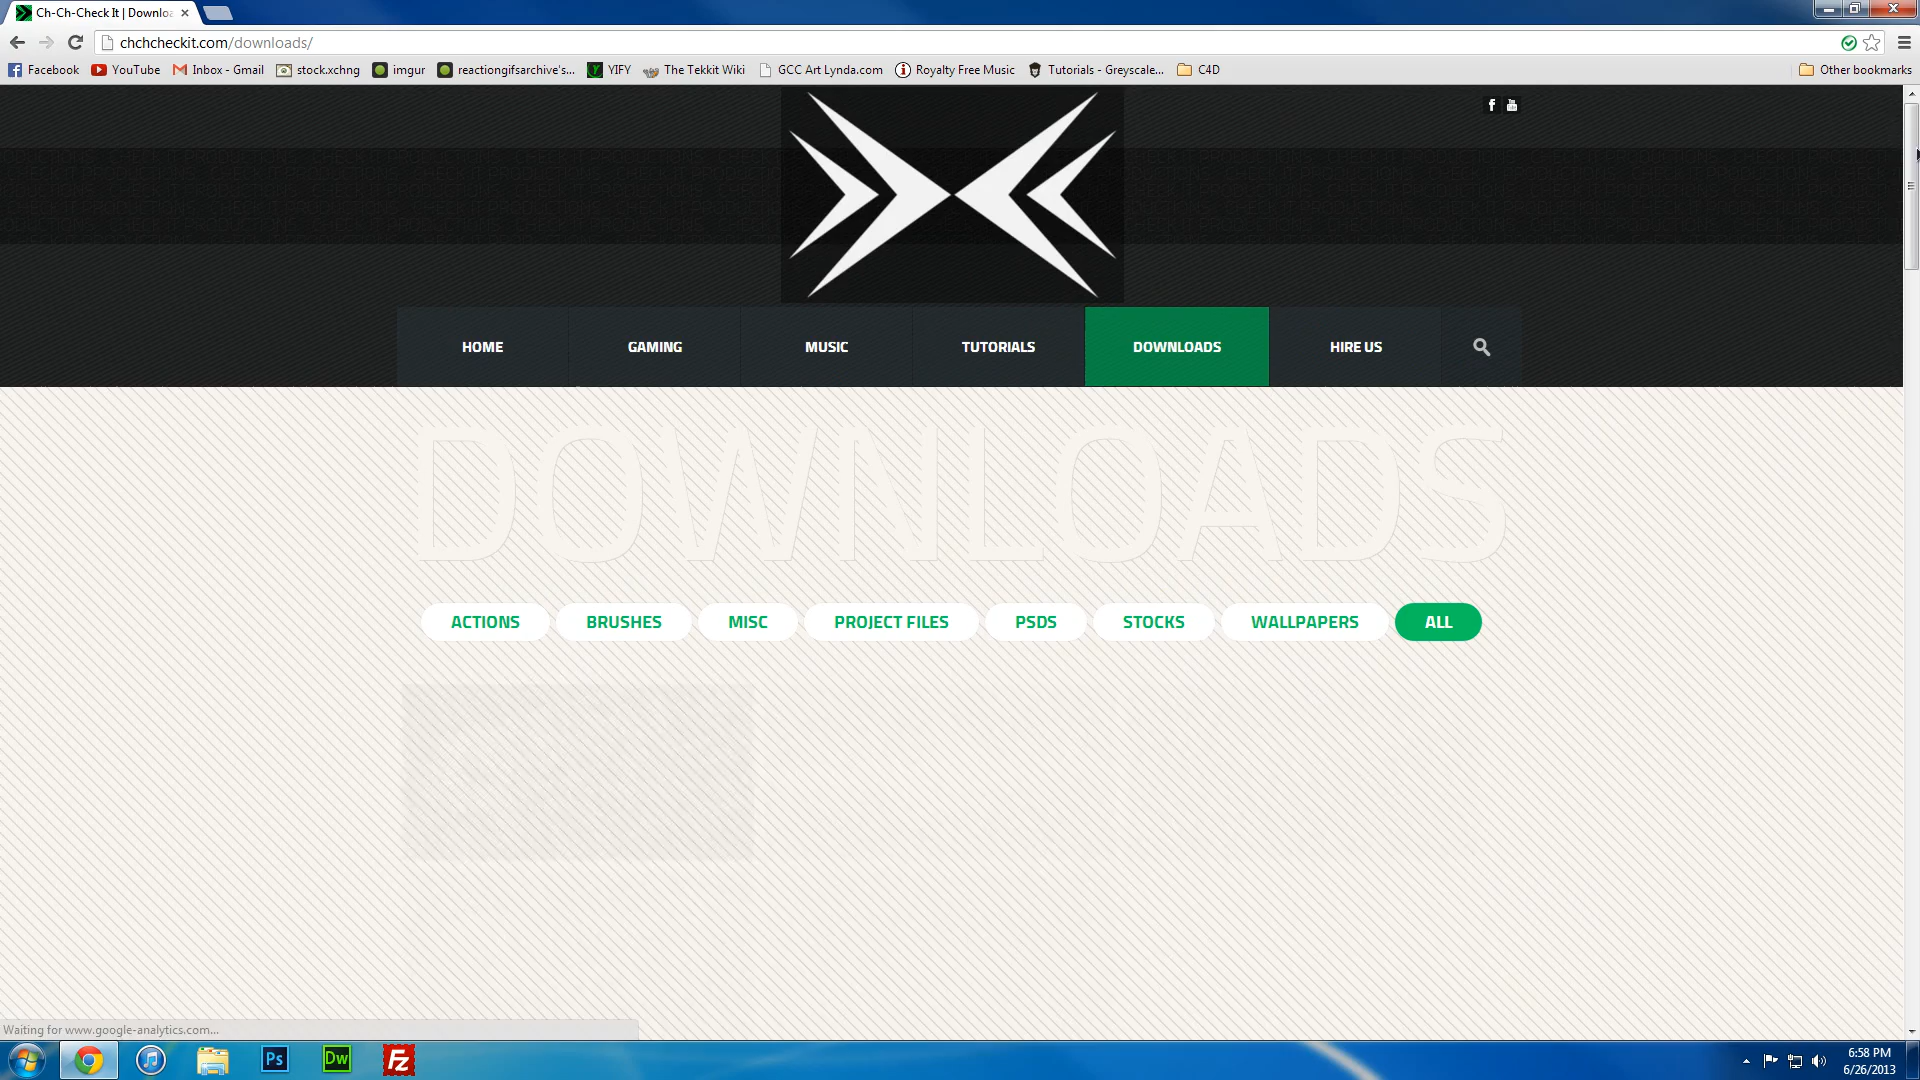 Ch-Ch-Check It | Downloa
chchcheckit.com/downloads/
Facebook YouTube Inbox - Gmail stock.xchng imgur reactiongifsarchive's... YIFY The Tekkit Wiki GCC Art Lynda.com Royalty Free Music Tutorials - Greyscale... C4D Other bookmarks
HOME GAMING MUSIC TUTORIALS DOWNLOADS HIRE US
DOWNLOADS
ACTIONS BRUSHES MISC PROJECT FILES PSDS STOCKS WALLPAPERS ALL
Waiting for www.google-analytics.com...
Ps Dw Fz
6:58 PM
6/26/2013